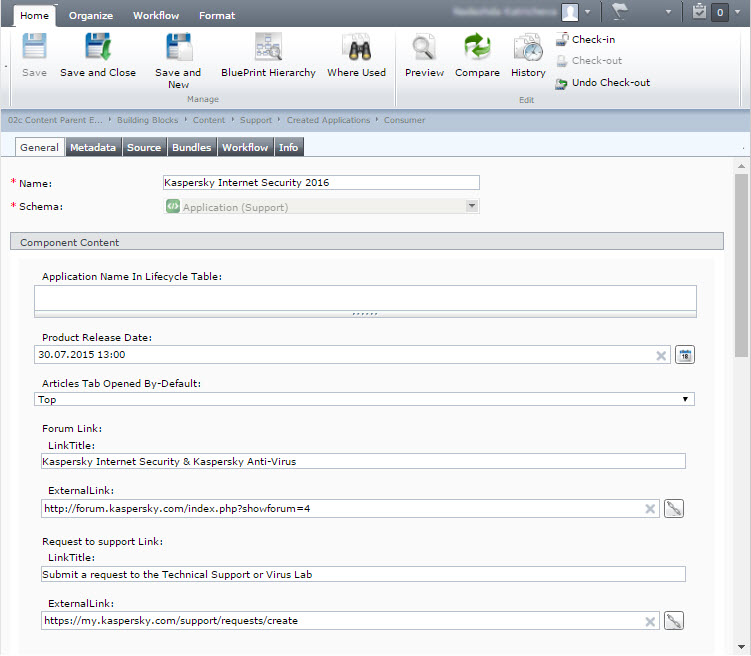 Home Organize Workflow Format
0
Save Save and Close Save and New BluePrint Hierarchy Where Used Preview Compare History
Check-in
Check-out
Undo Check-out
Manage Edit
02c Content Parent E... Building Blocks Content Support Created Applications Consumer
General Metadata Source Bundles Workflow Info
* Name: Kaspersky Internet Security 2016
* Schema: Application (Support)
Component Content
Application Name In Lifecycle Table:
Product Release Date:
30.07.2015 13:00
18
Articles Tab Opened By-Default:
Top
Forum Link:
LinkTitle:
Kaspersky Internet Security & Kaspersky Anti-Virus
ExternalLink:
http://forum.kaspersky.com/index.php?showforum=4
Request to support Link:
LinkTitle:
Submit a request to the Technical Support or Virus Lab
ExternalLink:
https://my.kaspersky.com/support/requests/create